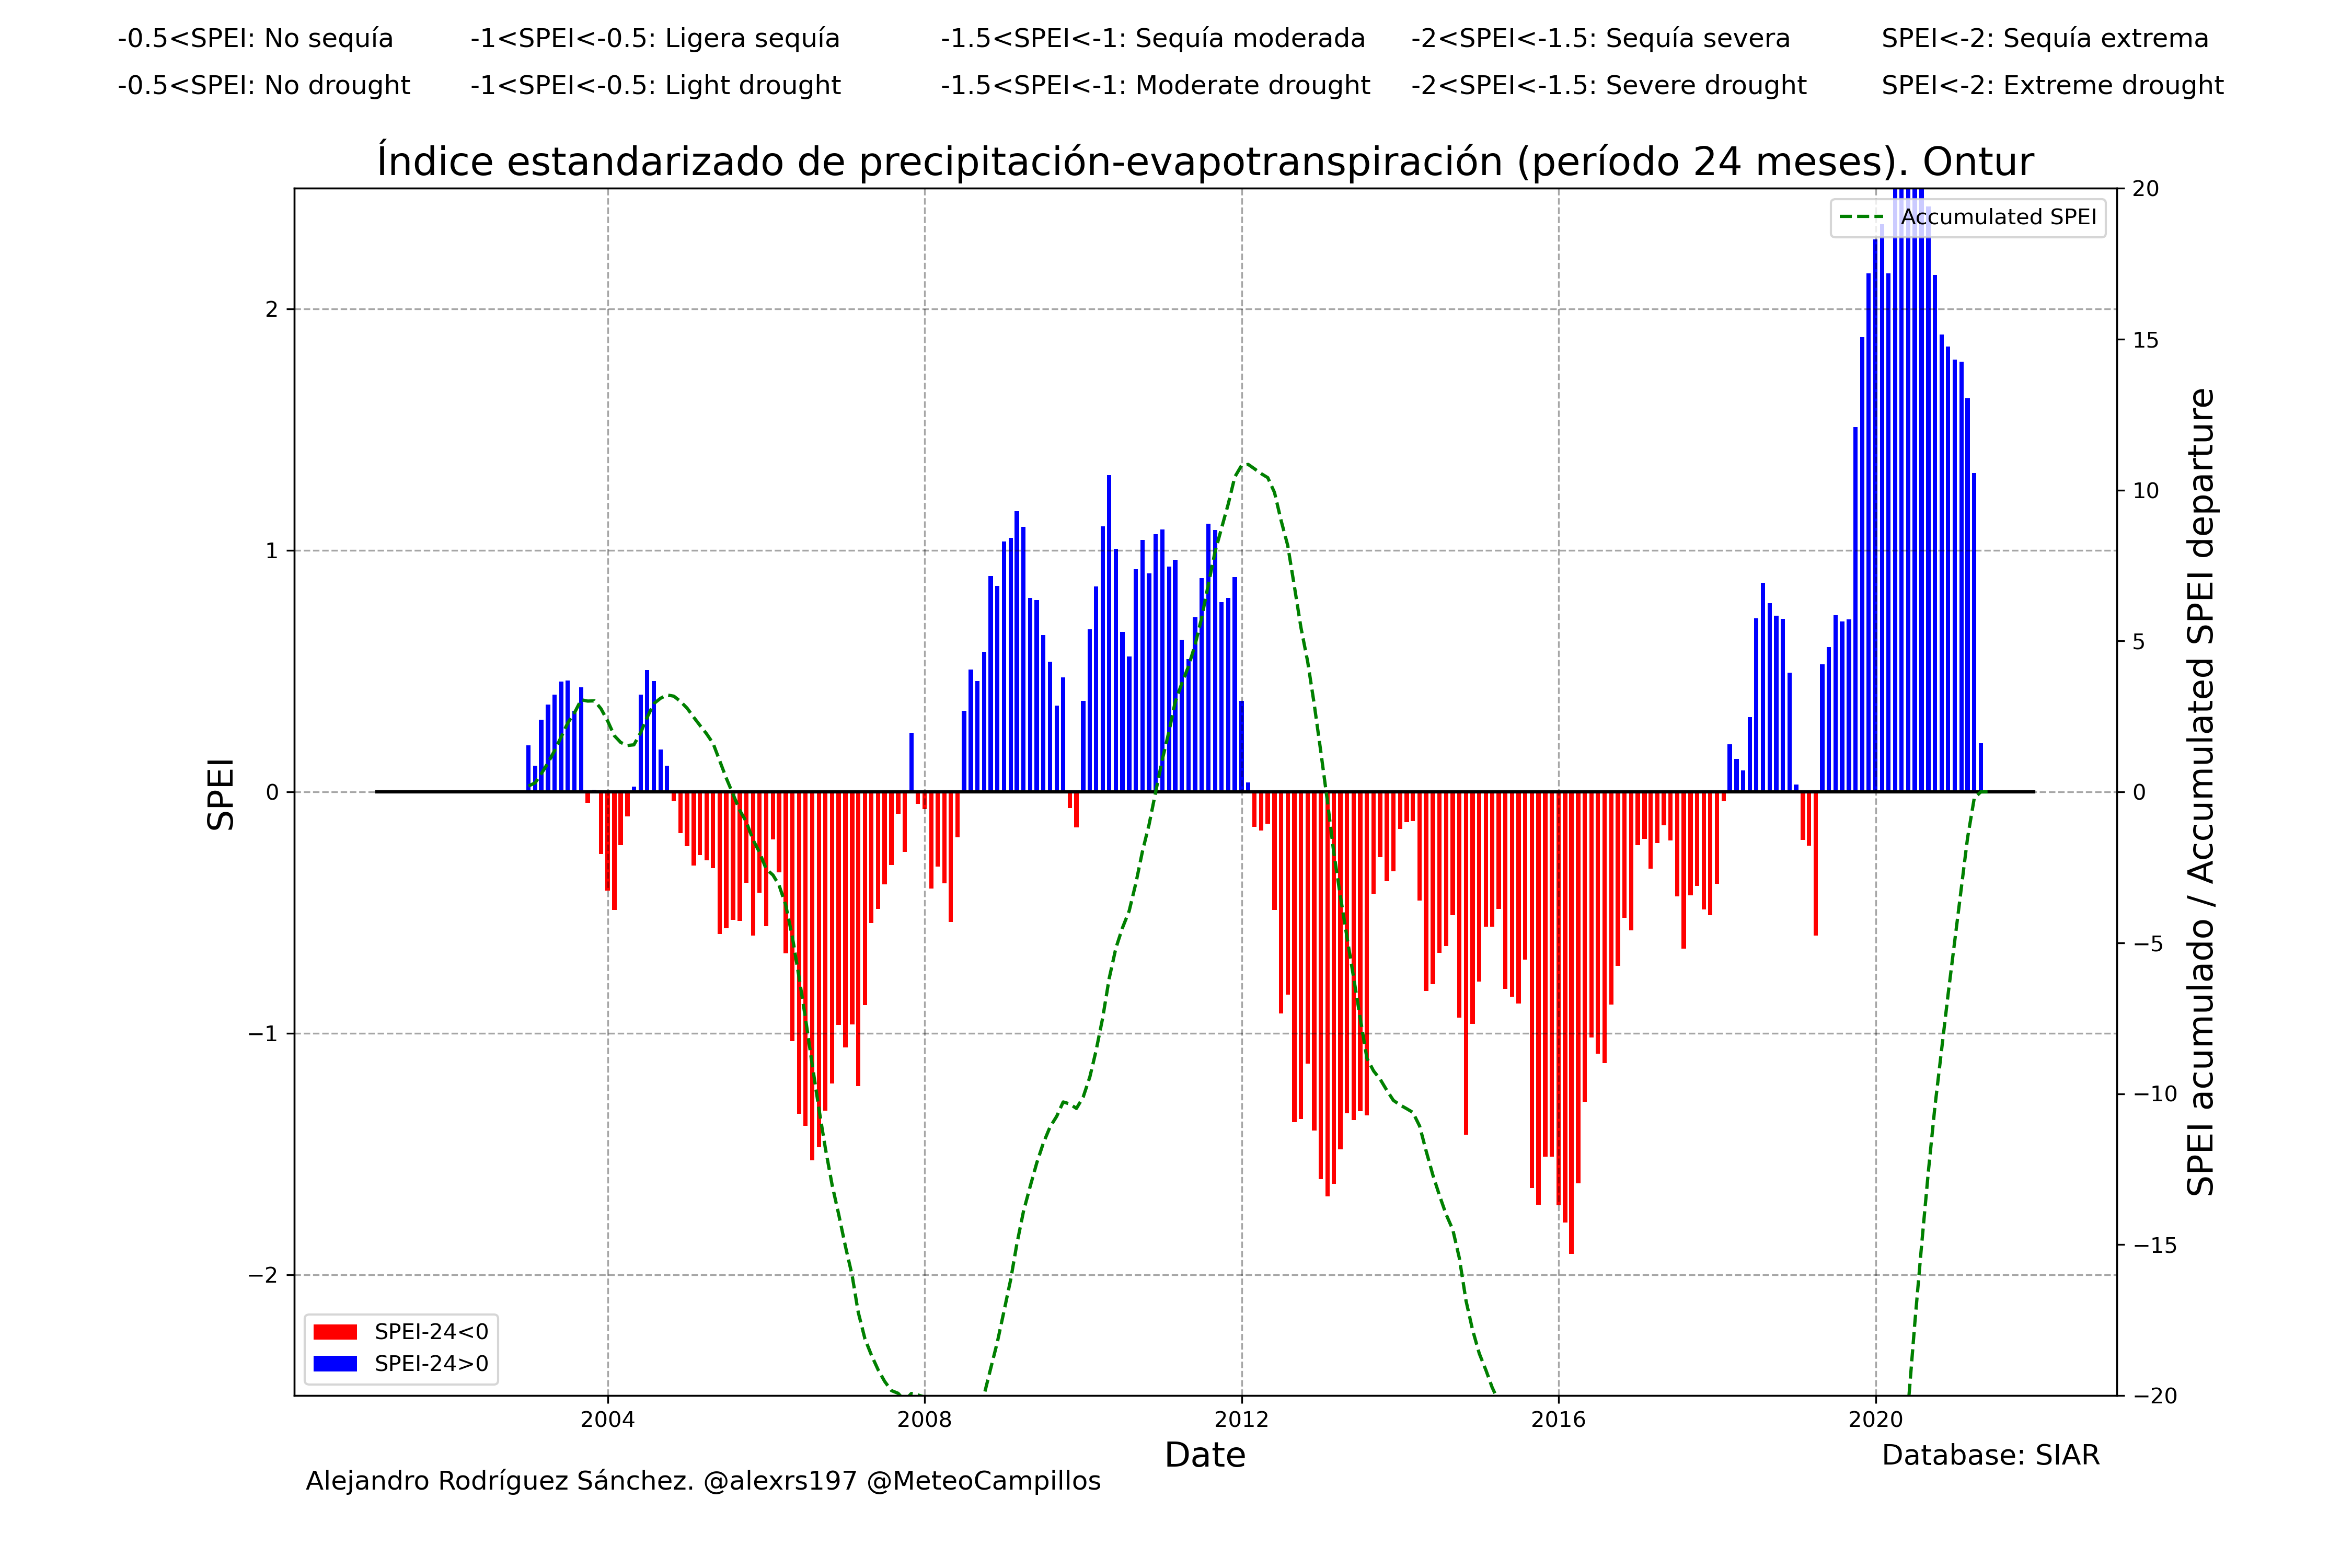 -0.5<SPEI: No sequía -1<SPEI<-0.5: Ligera sequía -1.5<SPEI<-1: Sequía moderada -2<SPEI<-1.5: Sequía severa SPEI<-2: Sequía extrema
-0.5<SPEI: No drought -1<SPEI<-0.5: Light drought -1.5<SPEI<-1: Moderate drought -2<SPEI<-1.5: Severe drought SPEI<-2: Extreme drought
Índice estandarizado de precipitación-evapotranspiración (período 24 meses). Ontur
Accumulated SPEI
SPEI
2
1
0
−1
−2
20
15
10
5
0
−5
−10
−15
−20
SPEI acumulado / Accumulated SPEI departure
SPEI-24<0
SPEI-24>0
2004 2008 2012 2016 2020
Date
Database: SIAR
Alejandro Rodríguez Sánchez. @alexrs197 @MeteoCampillos